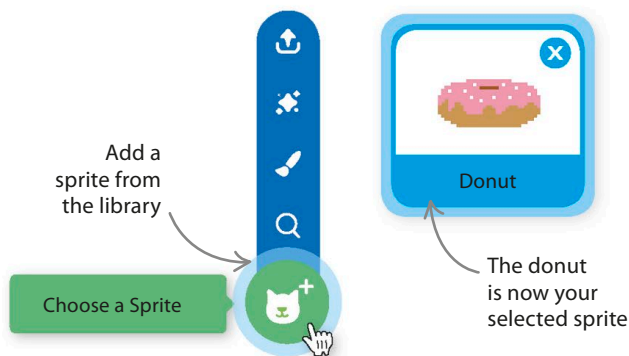 Add a
sprite from
the library
Choose a Sprite
X
Donut
The donut
is now your
selected sprite